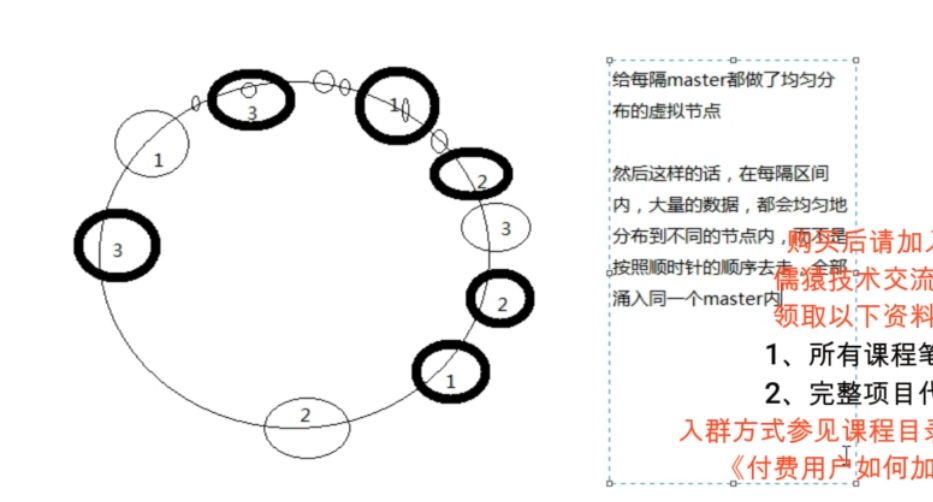 3
1
1
2
3
3
2
1
2
给每隔master都做了均匀分
布的虚拟节点
然后这样的话，在每隔区间
内，大量的数据，都会均匀地
分布到不同的节点内，而不是
按照顺时针的顺序去走，全部
涌入同一个master内
购买后请加入
儒猿技术交流
领取以下资料
1、所有课程笔
2、完整项目代
入群方式参见课程目录
《付费用户如何加